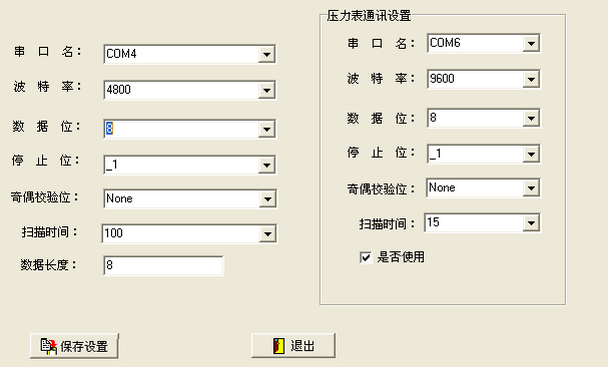 串 口 名： COM4
波 特 率： 4800
数 据 位： 8
停 止 位： _1
奇偶校验位： None
扫描时间： 100
数据长度： 8
压力表通讯设置
串 口 名： COM6
波 特 率： 9600
数 据 位： 8
停 止 位： _1
奇偶校验位： None
扫描时间： 15
是否使用
保存设置
退出